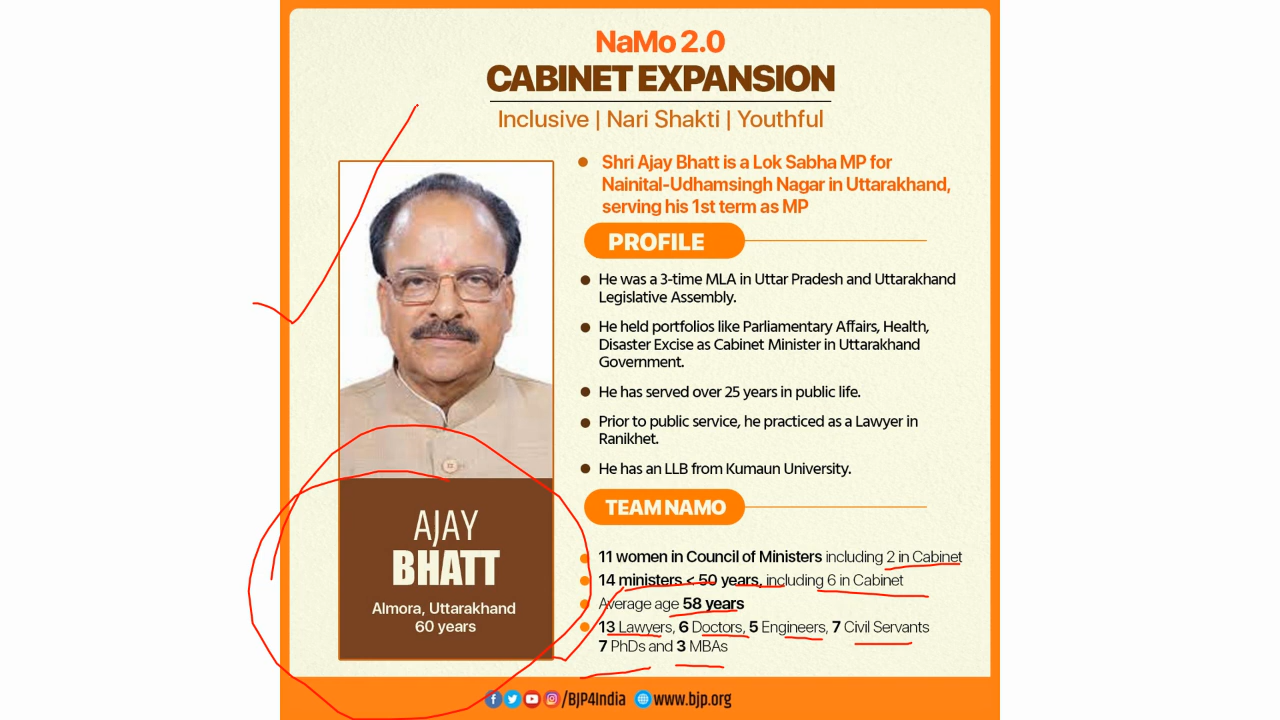 NaMo 2.0
CABINET EXPANSION
Inclusive | Nari Shakti | Youthful
Shri Ajay Bhatt is a Lok Sabha MP for
Nainital-Udhamsingh Nagar in Uttarakhand,
serving his 1st term as MP
PROFILE
He was a 3-time MLA in Uttar Pradesh and Uttarakhand
Legislative Assembly.
He held portfolios like Parliamentary Affairs, Health,
Disaster Excise as Cabinet Minister in Uttarakhand
Government.
He has served over 25 years in public life.
Prior to public service, he practiced as a Lawyer in
Ranikhet.
He has an LLB from Kumaun University.
AJAY
BHATT
Almora, Uttarakhand
60 years
TEAM NAMO
11 women in Council of Ministers including 2 in Cabinet
14 ministers < 50 years, including 6 in Cabinet
Average age 58 years
13 Lawyers, 6 Doctors, 5 Engineers, 7 Civil Servants
7 PhDs and 3 MBAs
/BJP4India www.bjp.org